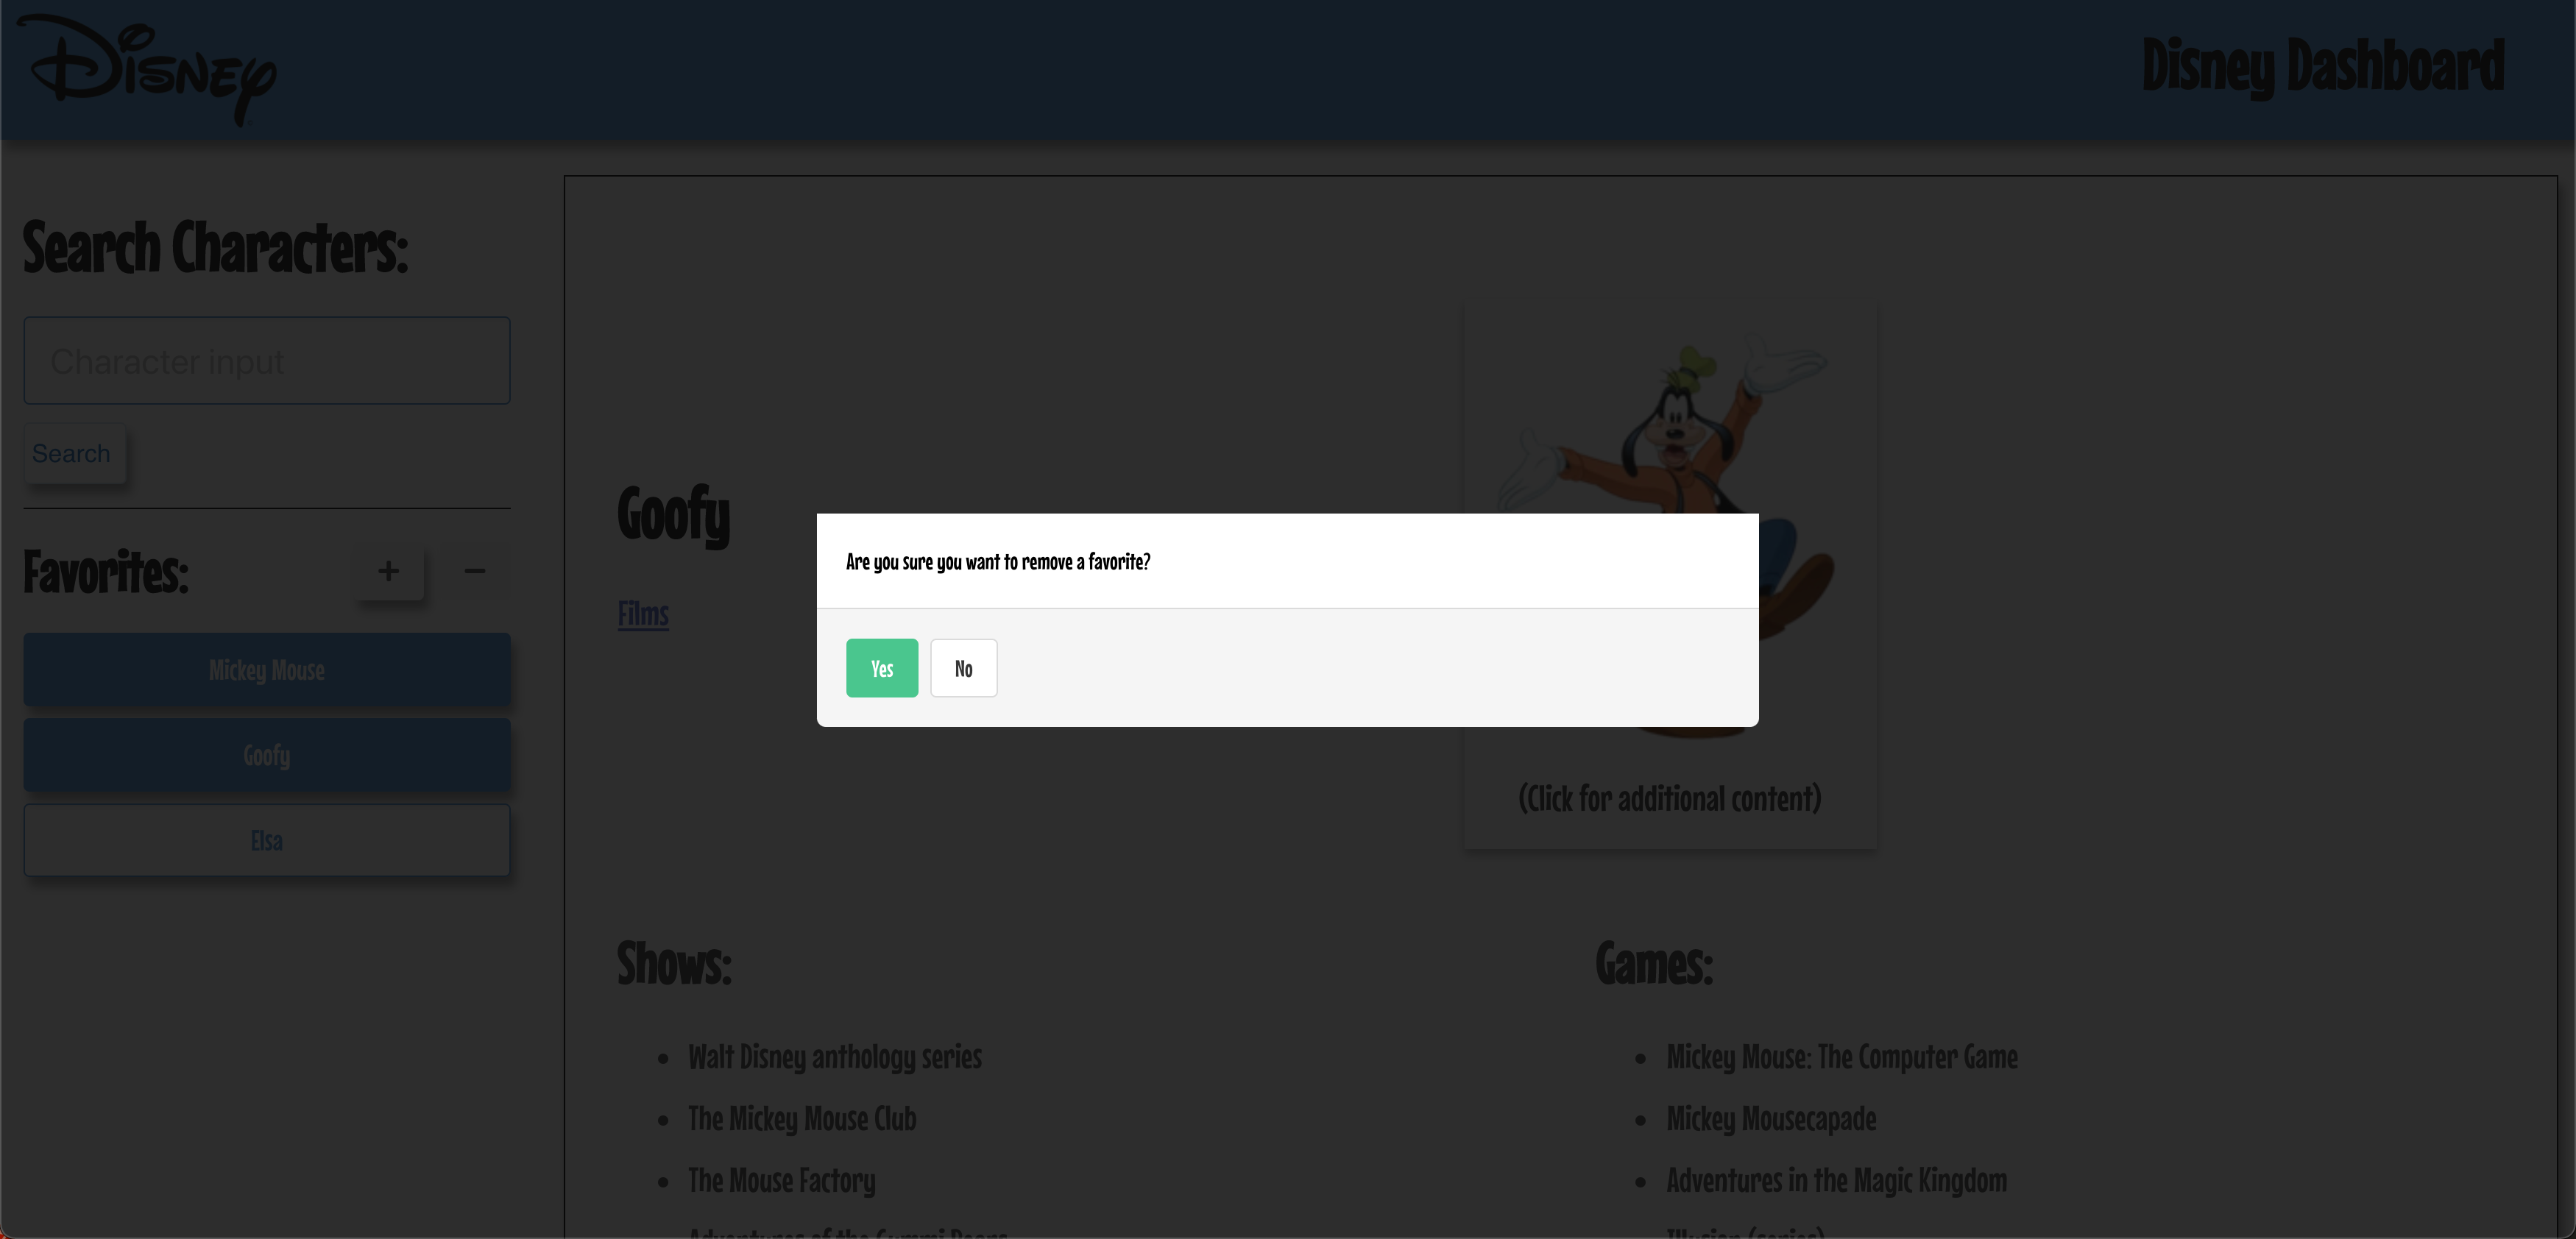 Disney
Disney Dashboard
Search Characters:
Character input
Search
Favorites:
+
−
Mickey Mouse
Goofy
Elsa
Goofy
Films
(Click for additional content)
Are you sure you want to remove a favorite?
Yes
No
Shows:
• Walt Disney anthology series
• The Mickey Mouse Club
• The Mouse Factory
Games:
• Mickey Mouse: The Computer Game
• Mickey Mousecapade
• Adventures in the Magic Kingdom